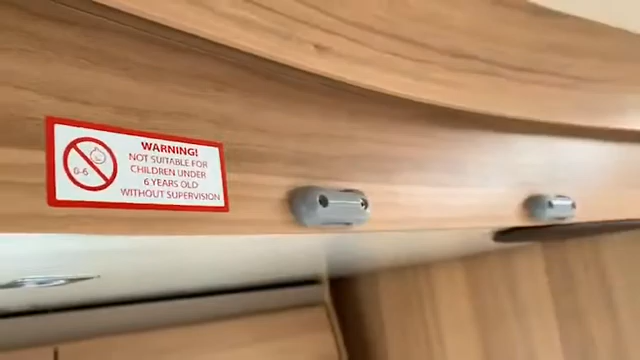 WARNING!
NOT SUITABLE FOR
CHILDREN UNDER
6 YEARS OLD
WITHOUT SUPERVISION
0-6